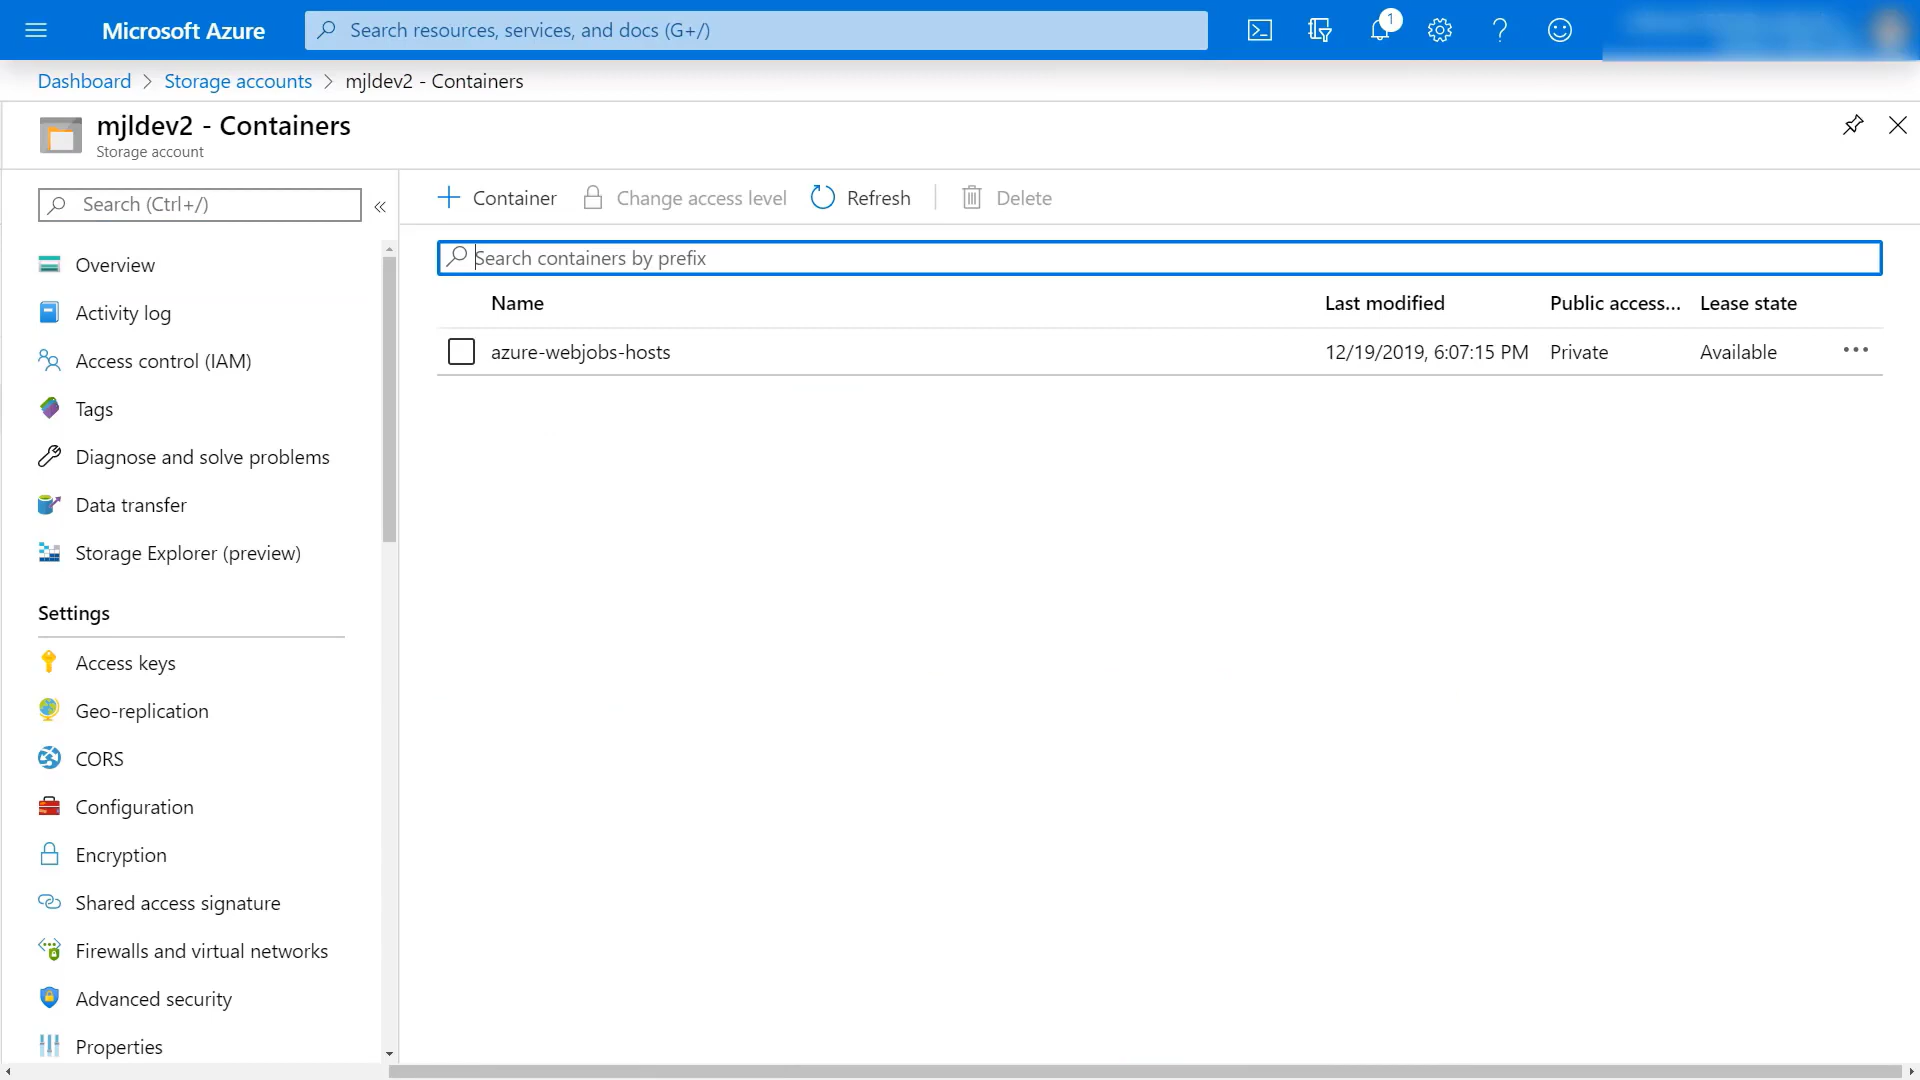 Microsoft Azure
Search resources, services, and docs (G+/)
1
Dashboard > Storage accounts > mjldev2 - Containers
mjldev2 - Containers
Storage account
Search (Ctrl+/)
«
Overview
Activity log
Access control (IAM)
Tags
Diagnose and solve problems
Data transfer
Storage Explorer (preview)
Settings
Access keys
Geo-replication
CORS
Configuration
Encryption
Shared access signature
Firewalls and virtual networks
Advanced security
Properties
Container Change access level Refresh Delete
Search containers by prefix
Name Last modified Public access... Lease state
azure-webjobs-hosts 12/19/2019, 6:07:15 PM Private Available